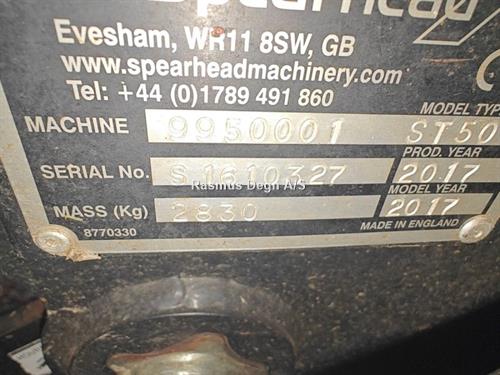 Spearhead
Evesham, WR11 8SW, GB
www.spearheadmachinery.com
Tel: +44 (0)1789 491 860
MODEL TYPE
MACHINE 9950001 ST50
PROD. YEAR
SERIAL No. S1610327 2017
Rasmus Degn A/S
MODEL YEAR
MASS (Kg) 2830 2017
8770330 MADE IN ENGLAND